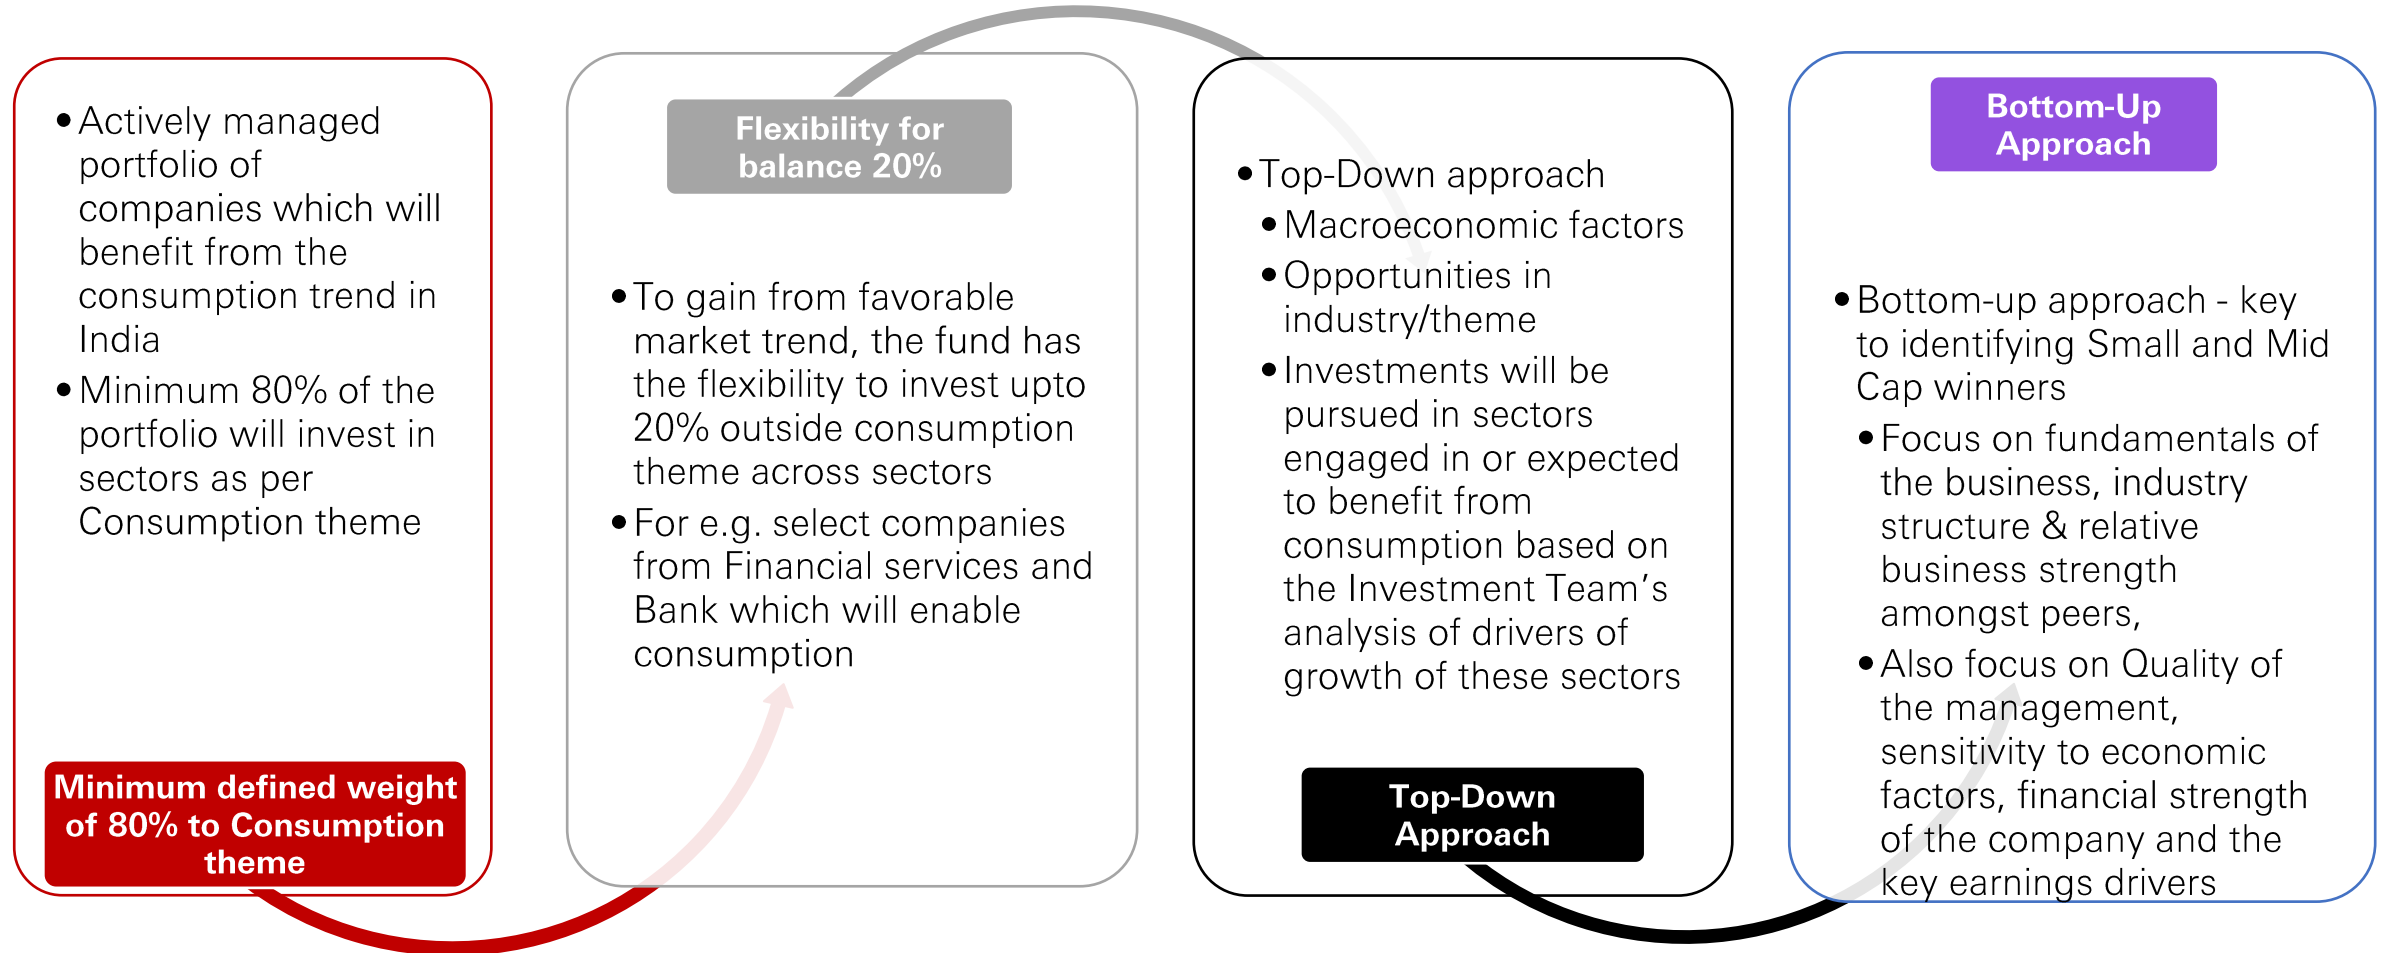 • Actively managed
portfolio of
companies which will
benefit from the
consumption trend in
India
• Minimum 80% of the
portfolio will invest in
sectors as per
Consumption theme
Minimum defined weight
of 80% to Consumption
theme
Flexibility for
balance 20%
• To gain from favorable
market trend, the fund has
the flexibility to invest upto
20% outside consumption
theme across sectors
• For e.g. select companies
from Financial services and
Bank which will enable
consumption
• Top-Down approach
• Macroeconomic factors
• Opportunities in
industry/theme
• Investments will be
pursued in sectors
engaged in or expected
to benefit from
consumption based on
the Investment Team’s
analysis of drivers of
growth of these sectors
Top-Down
Approach
Bottom-Up
Approach
• Bottom-up approach - key
to identifying Small and Mid
Cap winners
• Focus on fundamentals of
the business, industry
structure & relative
business strength
amongst peers,
• Also focus on Quality of
the management,
sensitivity to economic
factors, financial strength
of the company and the
key earnings drivers